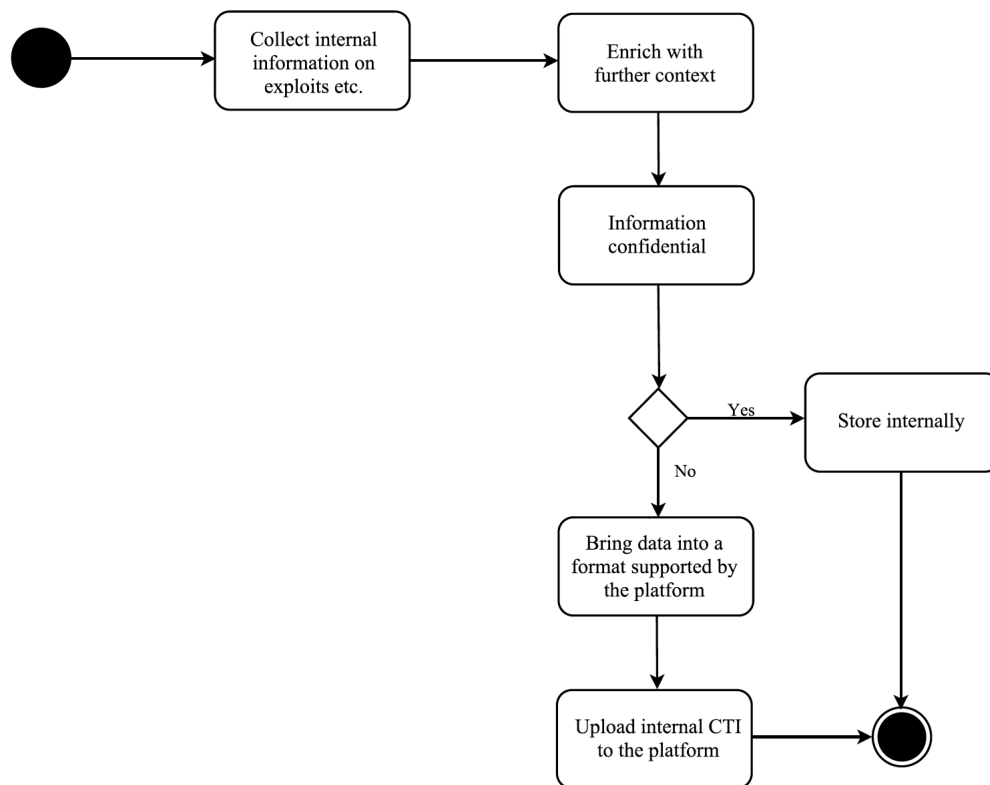 Collect internal
information on
exploits etc.
Enrich with
further context
Information
confidential
Yes
Store internally
No
Bring data into a
format supported by
the platform
Upload internal CTI
to the platform